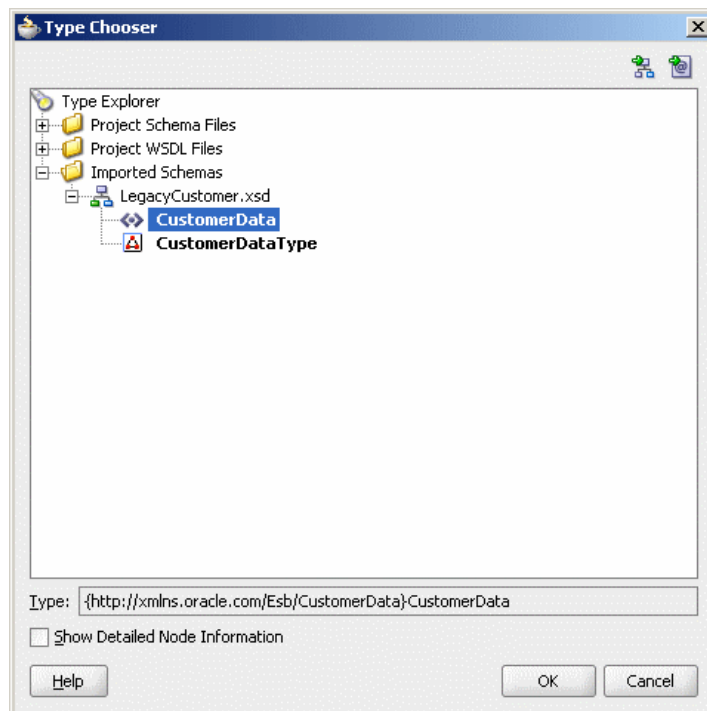 Type Chooser
Type Explorer
Project Schema Files
Project WSDL Files
Imported Schemas
LegacyCustomer.xsd
CustomerData
CustomerDataType
Type: {http://xmlns.oracle.com/Esb/CustomerData}CustomerData
Show Detailed Node Information
Help OK Cancel